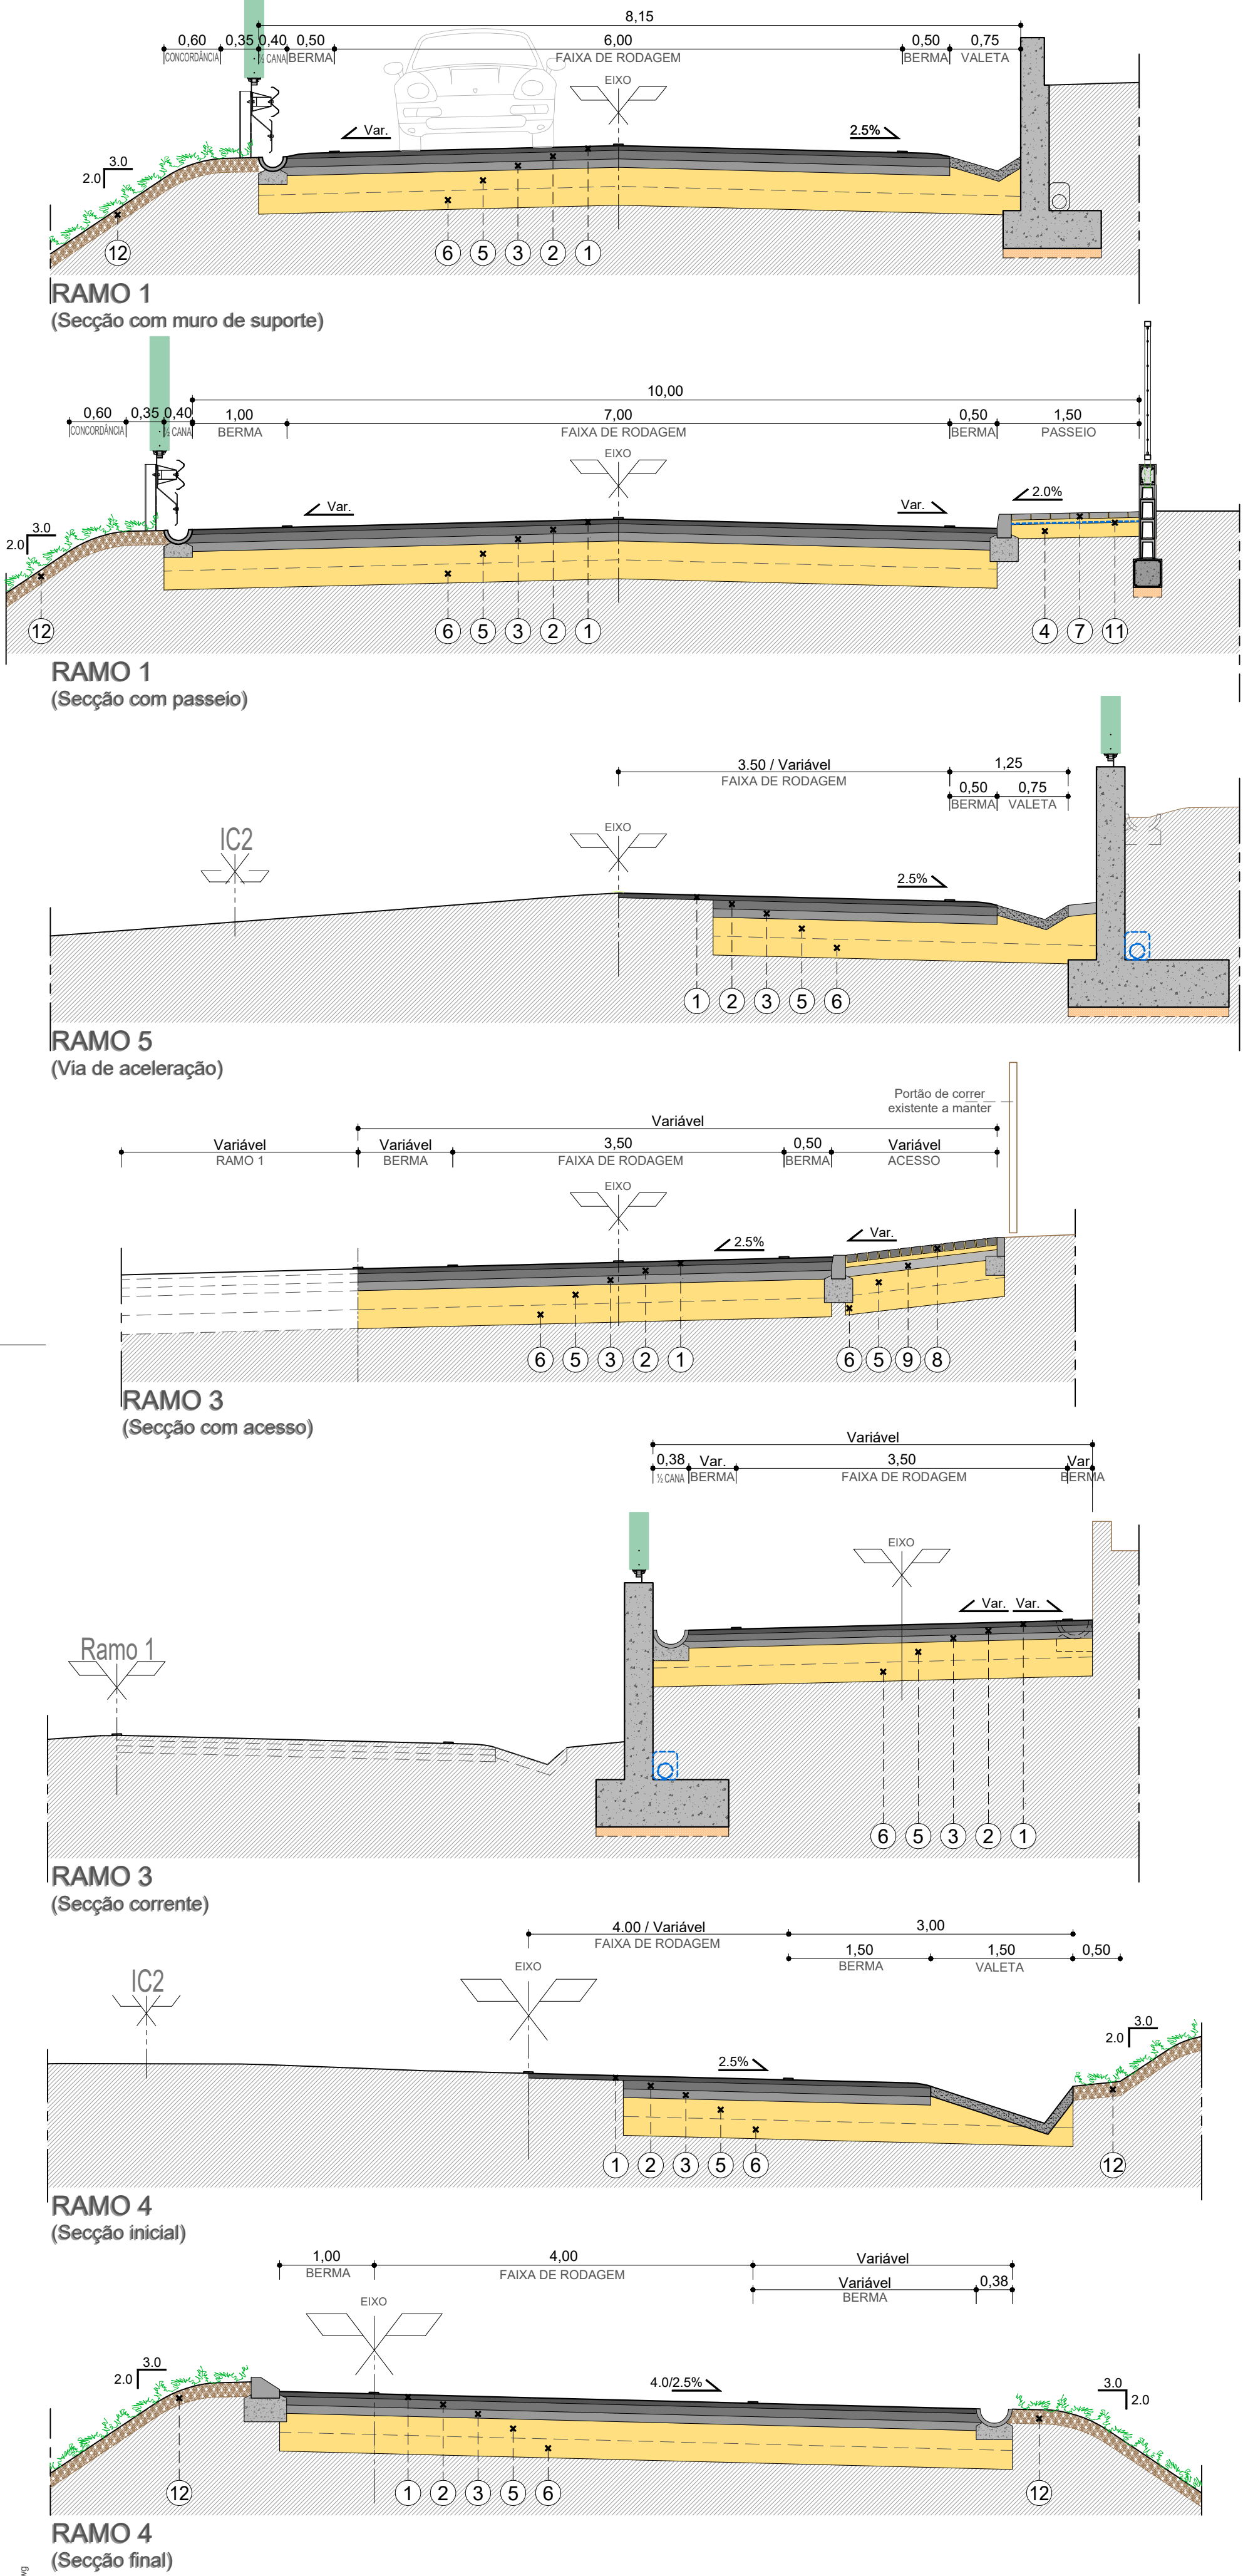 8,15
0,60 0,35 0,40 0,50 6,00 0,50 0,75
CONCORDÂNCIA ½ CANA BERMA FAIXA DE RODAGEM BERMA VALETA
EIXO
Var. 2.5%
3.0
2.0
12 6 5 3 2 1
RAMO 1
(Secção com muro de suporte)
10,00
0,60 0,35 0,40 1,00 7,00 0,50 1,50
CONCORDÂNCIA ½ CANA BERMA FAIXA DE RODAGEM BERMA PASSEIO
EIXO
Var. Var. 2.0%
3.0
2.0
12 6 5 3 2 1 4 7 11
RAMO 1
(Secção com passeio)
3.50 / Variável 1,25
FAIXA DE RODAGEM
0,50 0,75
BERMA VALETA
IC2 EIXO
2.5%
1 2 3 5 6
RAMO 5
(Via de aceleração)
Portão de correr
existente a manter
Variável
Variável Variável 3,50 0,50 Variável
RAMO 1 BERMA FAIXA DE RODAGEM BERMA ACESSO
EIXO
2.5% Var.
6 5 3 2 1 6 5 9 8
RAMO 3
(Secção com acesso)
Variável
0,38 Var. 3,50 Var.
½ CANA BERMA FAIXA DE RODAGEM BERMA
EIXO
Var. Var.
Ramo 1
6 5 3 2 1
RAMO 3
(Secção corrente)
4.00 / Variável 3,00
FAIXA DE RODAGEM
1,50 1,50 0,50
BERMA VALETA
IC2 EIXO
3.0
2.0
2.5%
1 2 3 5 6 12
RAMO 4
(Secção inicial)
1,00 4,00 Variável
BERMA FAIXA DE RODAGEM
Variável 0,38
BERMA
EIXO
3.0
2.0
4.0/2.5%
3.0
2.0
12 1 2 3 5 6 12
RAMO 4
(Secção final)